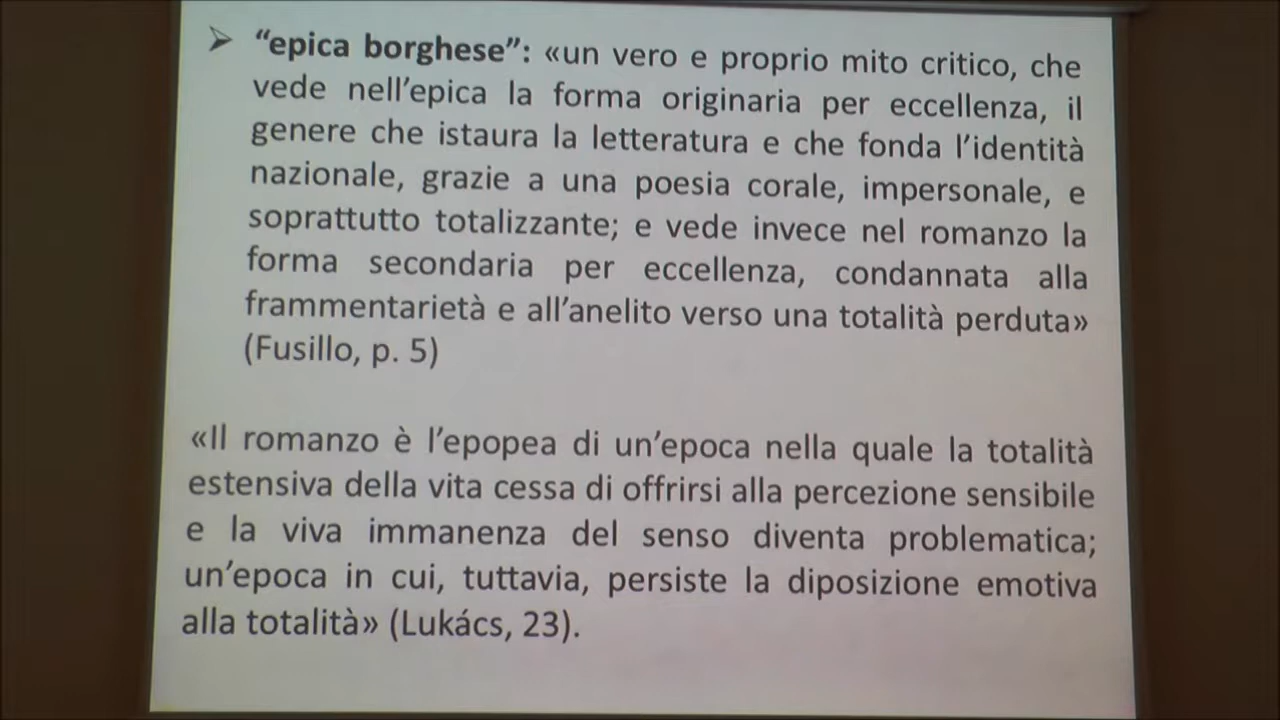 ➤ “epica borghese”: «un vero e proprio mito critico, che
vede nell’epica la forma originaria per eccellenza, il
genere che istaura la letteratura e che fonda l’identità
nazionale, grazie a una poesia corale, impersonale, e
soprattutto totalizzante; e vede invece nel romanzo la
forma secondaria per eccellenza, condannata alla
frammentarietà e all’anelito verso una totalità perduta»
(Fusillo, p. 5)
«Il romanzo è l’epopea di un’epoca nella quale la totalità
estensiva della vita cessa di offrirsi alla percezione sensibile
e la viva immanenza del senso diventa problematica;
un’epoca in cui, tuttavia, persiste la diposizione emotiva
alla totalità» (Lukács, 23).